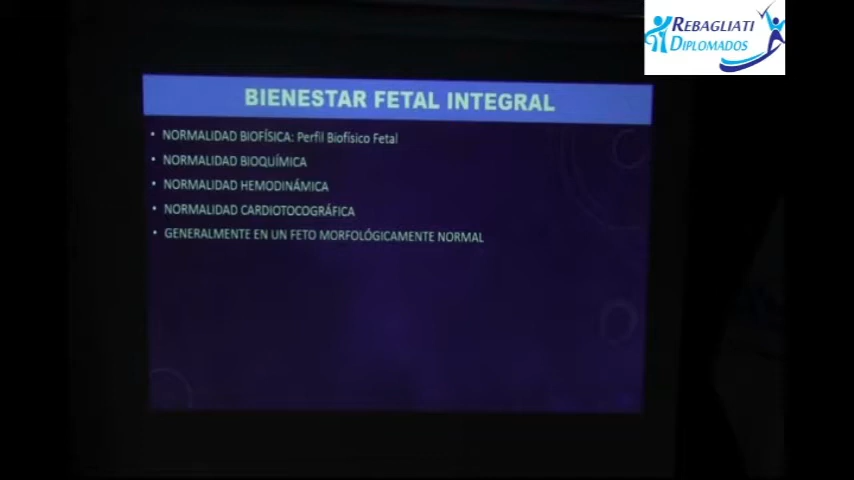 REBAGLIATI
DIPLOMADOS
BIENESTAR FETAL INTEGRAL
• NORMALIDAD BIOFÍSICA: Perfil Biofísico Fetal
• NORMALIDAD BIOQUÍMICA
• NORMALIDAD HEMODINÁMICA
• NORMALIDAD CARDIOTOCOGRÁFICA
• GENERALMENTE EN UN FETO MORFOLÓGICAMENTE NORMAL